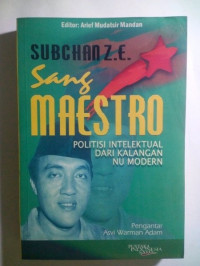 Editor: Arief Mudatsir Mandan
SUBCHAN Z.E.
Sang
MAESTRO
POLITISI INTELEKTUAL
DARI KALANGAN
NU MODERN
Pengantar
Asvi Warman Adam